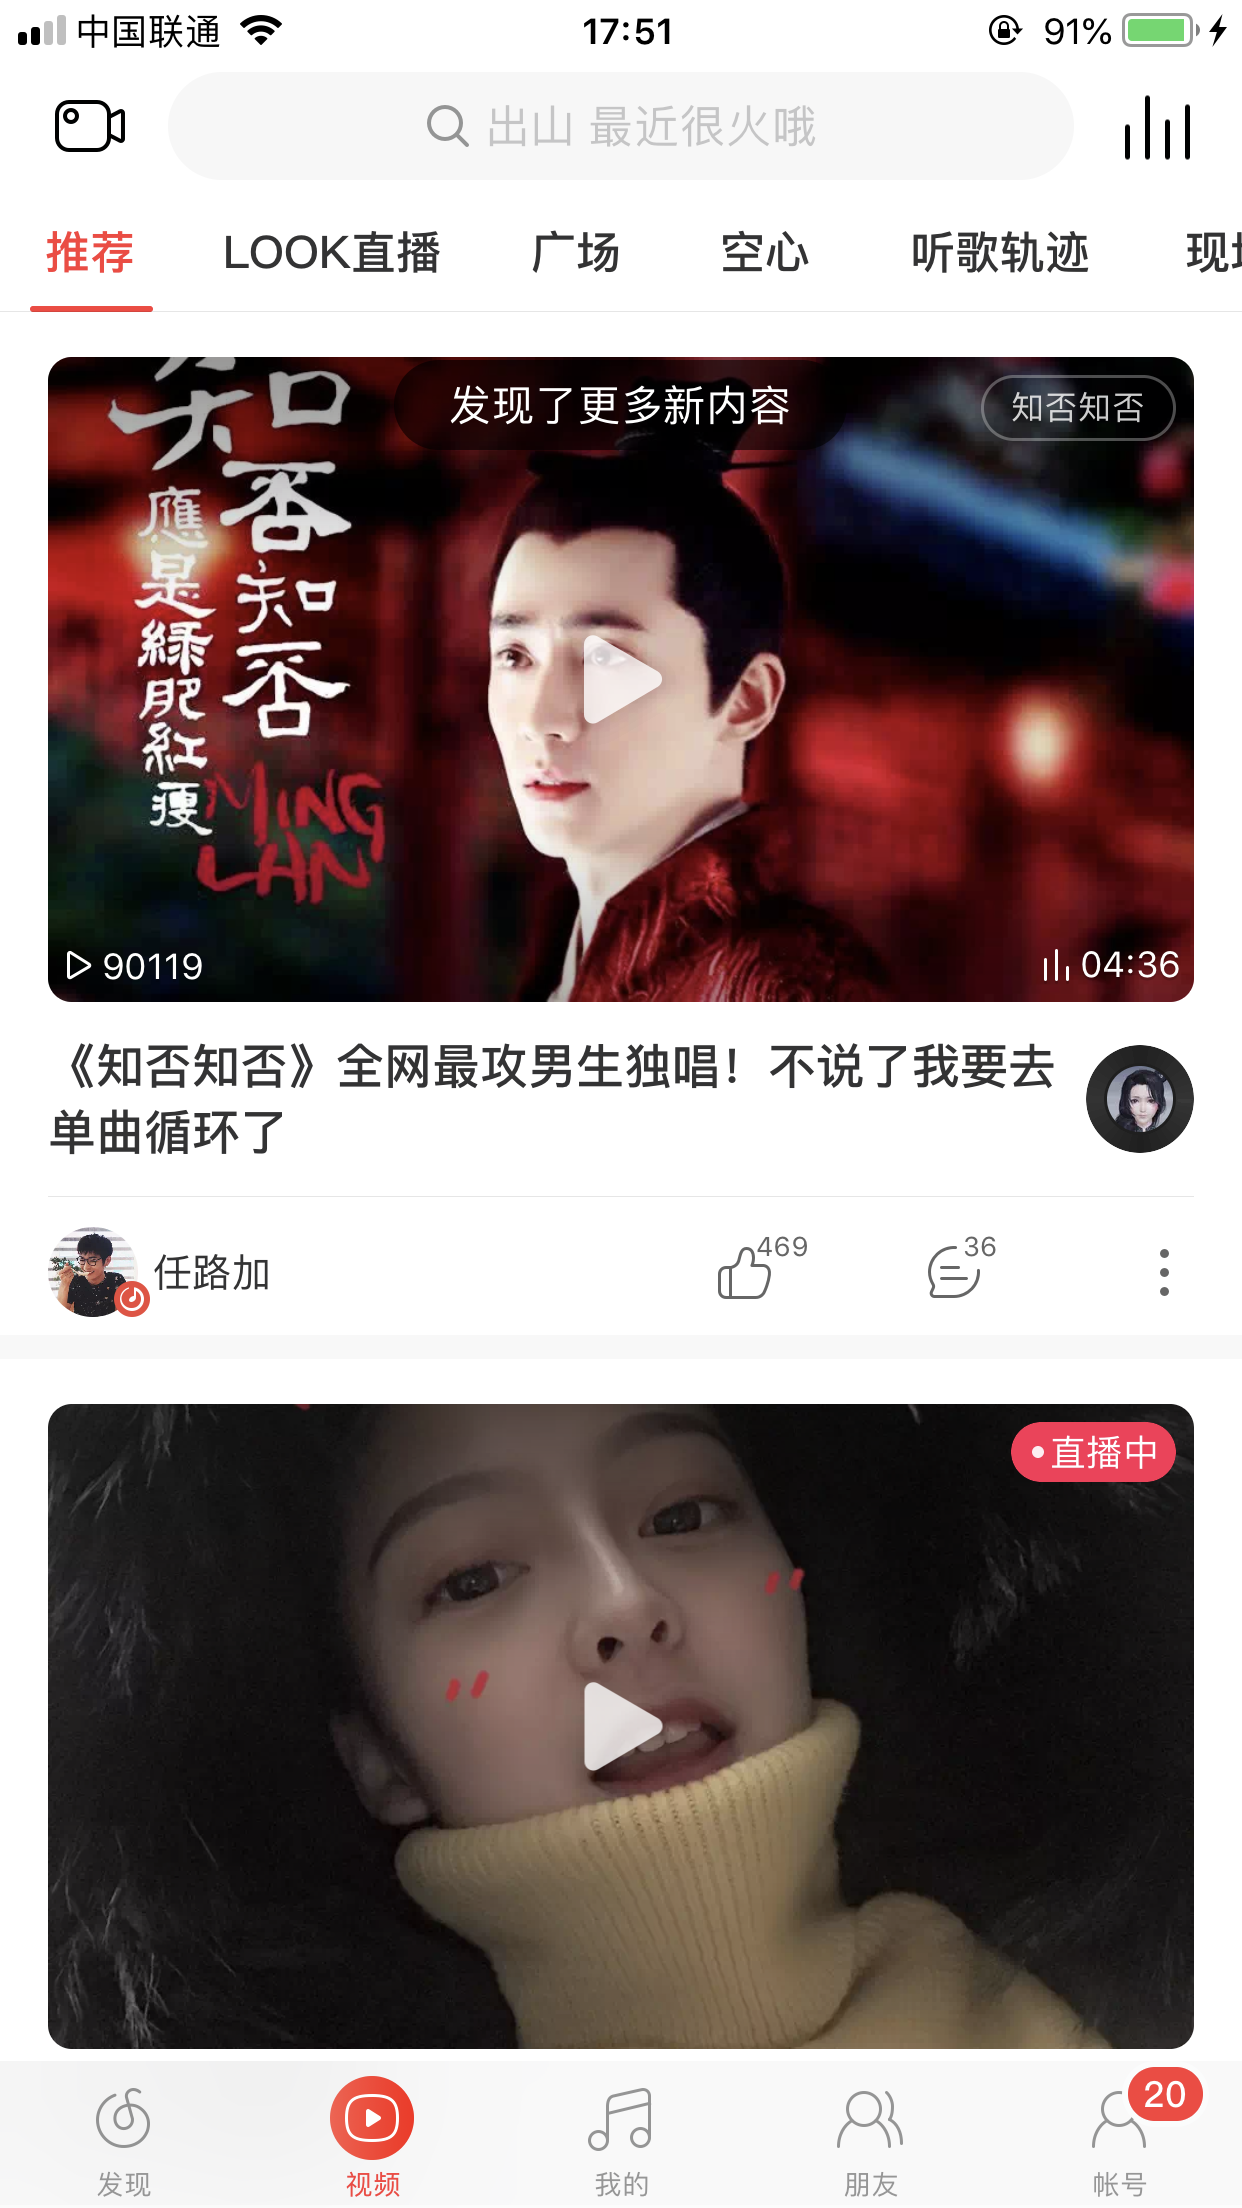 中国联通
17:51
91%
出山 最近很火哦
推荐
LOOK直播
广场
空心
听歌轨迹
发现了更多新内容
知否知否
知否知否
應是綠肥紅瘦
MING
LAN
90119
04:36
《知否知否》全网最攻男生独唱！不说了我要去
单曲循环了
任路加
469
36
直播中
发现
视频
我的
朋友
帐号
20